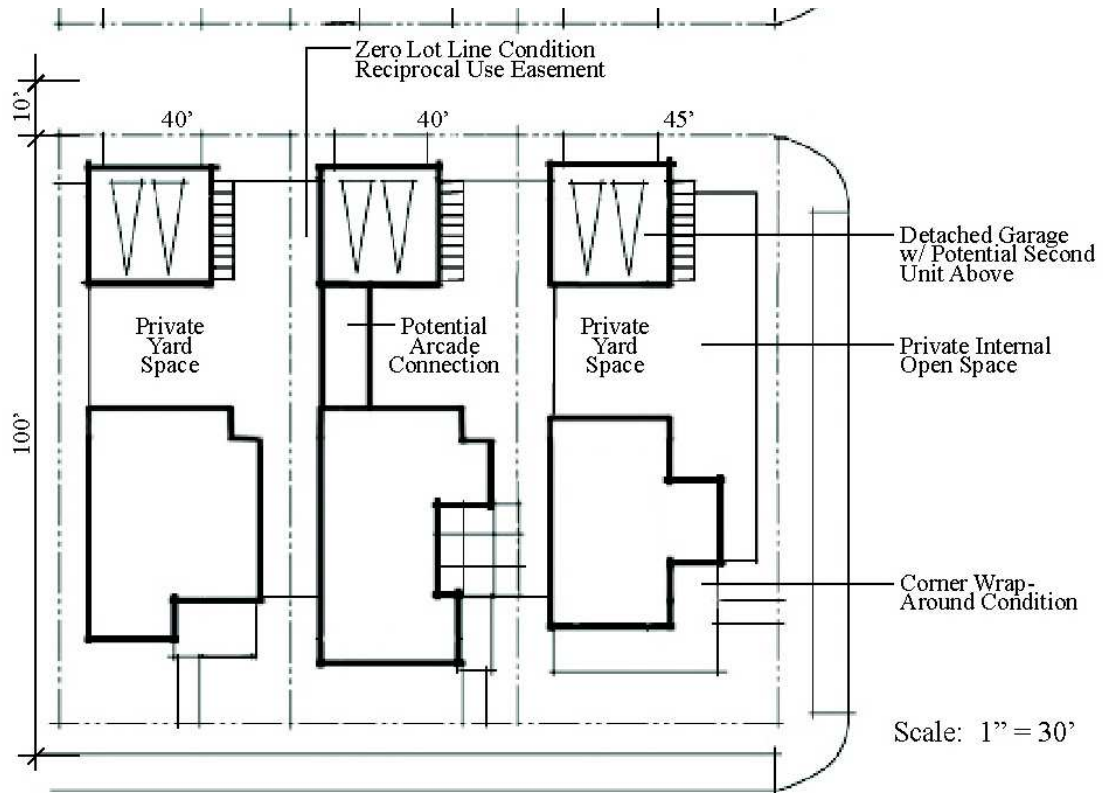 Zero Lot Line Condition
Reciprocal Use Easement
10’
40’
40’
45’
Detached Garage
w/ Potential Second
Unit Above
Private
Yard
Space
Potential
Arcade
Connection
Private
Yard
Space
Private Internal
Open Space
100’
Corner Wrap-
Around Condition
Scale: 1” = 30’